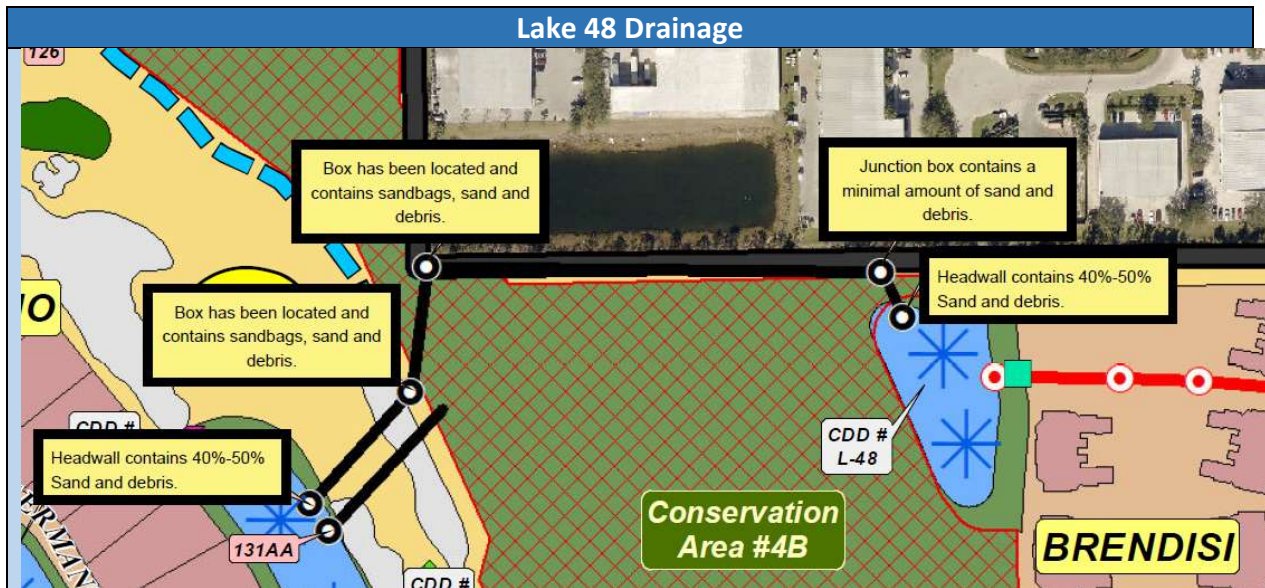 Lake 48 Drainage
126
Box has been located and
contains sandbags, sand and
debris.
Junction box contains a
minimal amount of sand and
debris.
Headwall contains 40%-50%
Sand and debris.
IO
Box has been located and
contains sandbags, sand and
debris.
CDD #
CDD #
L-48
Headwall contains 40%-50%
Sand and debris.
ERMAN
131AA
Conservation
Area #4B
BRENDISI
CDD #